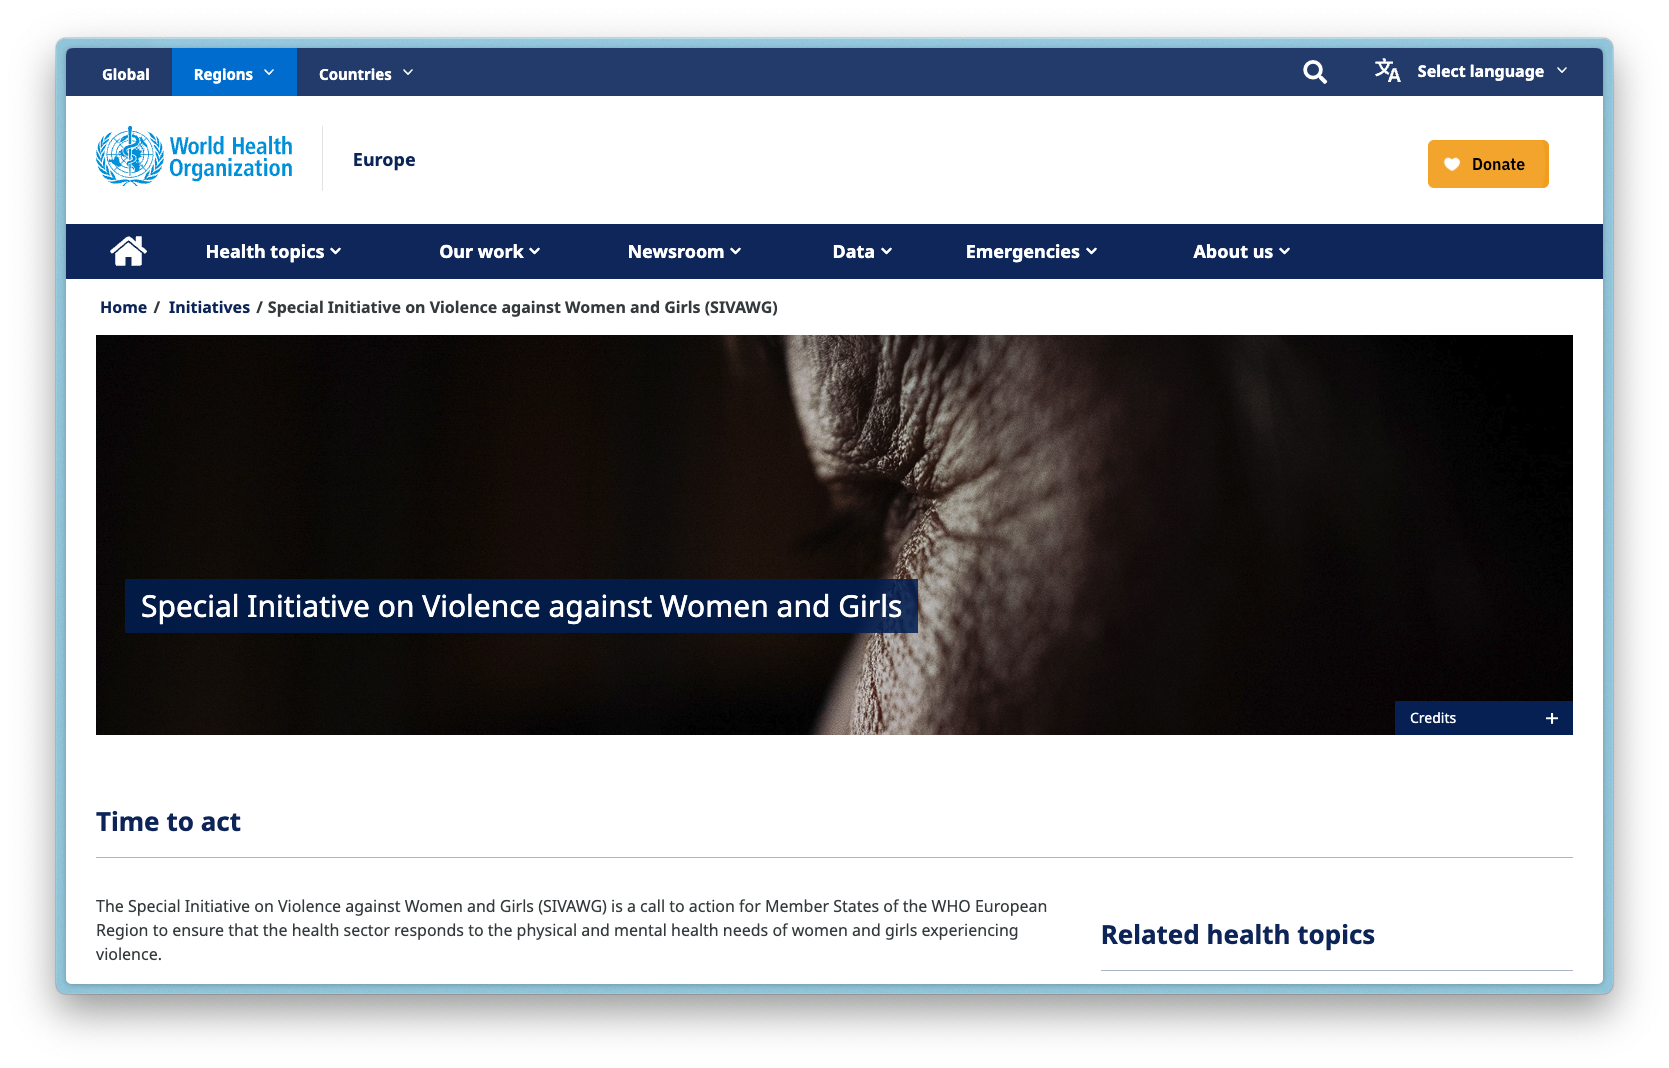 Global
Regions
Countries
Select language
World Health
Organization
Europe
Donate
Health topics
Our work
Newsroom
Data
Emergencies
About us
Home / Initiatives / Special Initiative on Violence against Women and Girls (SIVAWG)
Special Initiative on Violence against Women and Girls
Credits
Time to act
The Special Initiative on Violence against Women and Girls (SIVAWG) is a call to action for Member States of the WHO European
Region to ensure that the health sector responds to the physical and mental health needs of women and girls experiencing
violence.
Related health topics